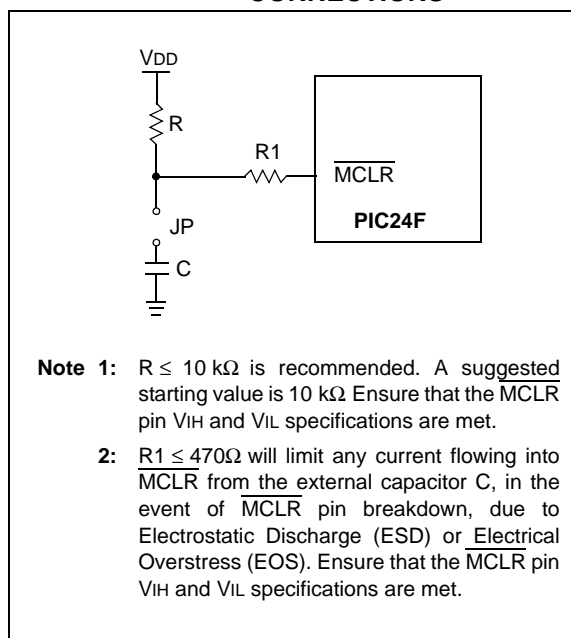 VDD
R
R1
MCLR
JP
PIC24F
C
Note 1: R ≤ 10 kΩ is recommended. A suggested
starting value is 10 kΩ Ensure that the MCLR
pin VIH and VIL specifications are met.
2: R1 ≤ 470Ω will limit any current flowing into
MCLR from the external capacitor C, in the
event of MCLR pin breakdown, due to
Electrostatic Discharge (ESD) or Electrical
Overstress (EOS). Ensure that the MCLR pin
VIH and VIL specifications are met.